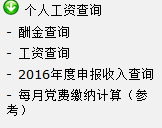 个人工资查询
- 酬金查询
- 工资查询
- 2016年度申报收入查询
- 每月党费缴纳计算（参
考）